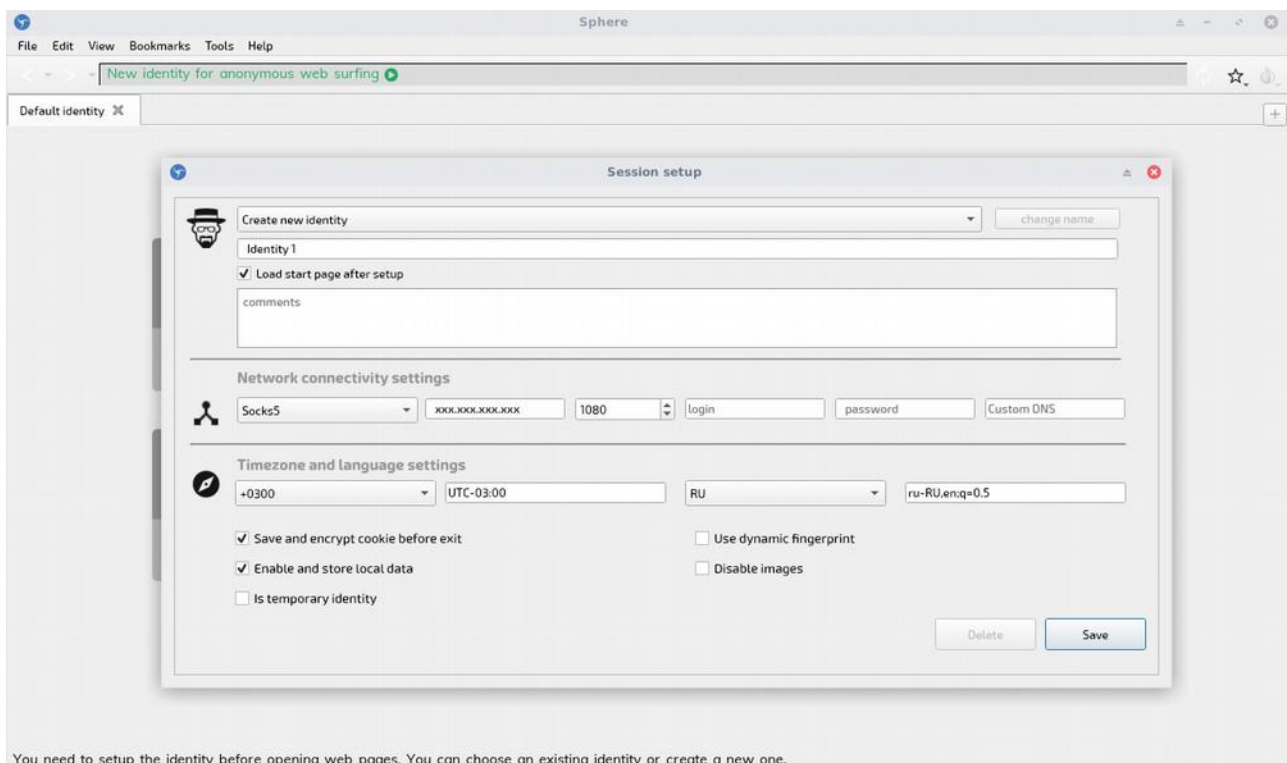 Sphere
File Edit View Bookmarks Tools Help
New identity for anonymous web surfing
Default identity
Session setup
Create new identity change name
Identity 1
Load start page after setup
comments
Network connectivity settings
Socks5 xxx.xxx.xxx.xxx 1080 login password Custom DNS
Timezone and language settings
+0300 UTC-03:00 RU ru-RU,en;q=0.5
Save and encrypt cookie before exit Use dynamic fingerprint
Enable and store local data Disable images
Is temporary identity
Delete Save
You need to setup the identity before opening web pages. You can choose an existing identity or create a new one.